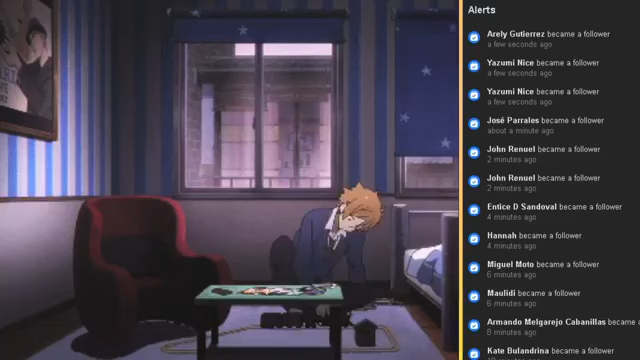 Alerts
Arely Gutierrez became a follower
a few seconds ago
Yazumi Nice became a follower
a few seconds ago
Yazumi Nice became a follower
a few seconds ago
José Parrales became a follower
about a minute ago
John Renuel became a follower
2 minutes ago
John Renuel became a follower
2 minutes ago
Entice D Sandoval became a follower
4 minutes ago
Hannah became a follower
4 minutes ago
Miguel Moto became a follower
6 minutes ago
Maulidi became a follower
6 minutes ago
Armando Melgarejo Cabanillas became a
8 minutes ago
Kate Bulandrina became a follower